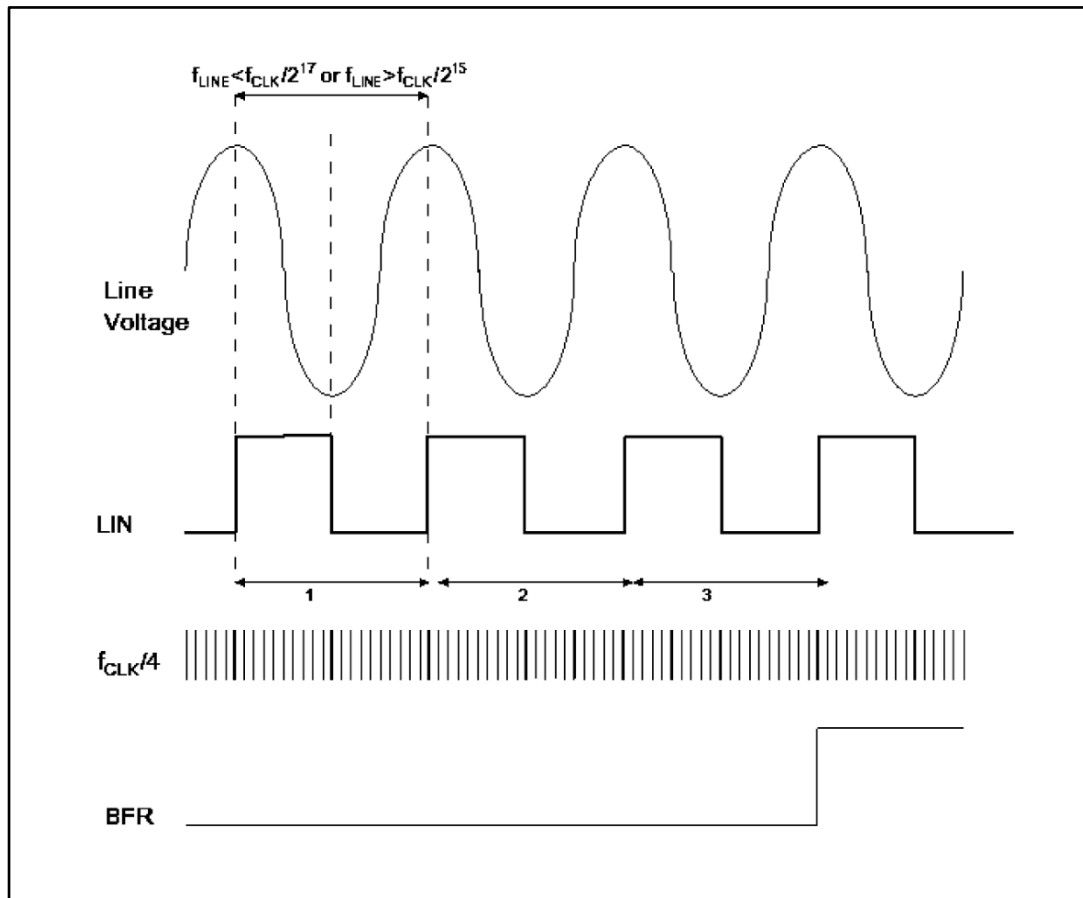 f_LINE<f_CLK/2^17 or f_LINE>f_CLK/2^15
Line
Voltage
LIN
1
2
3
f_CLK/4
BFR